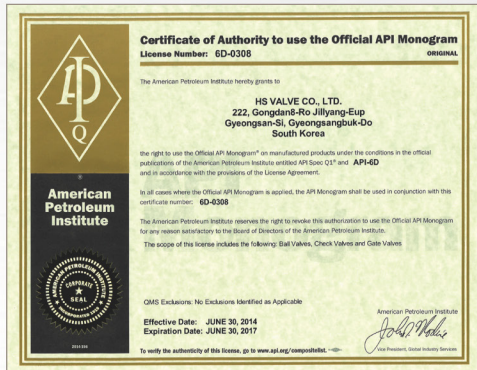 Certificate of Authority to use the Official API Monogram
License Number: 6D-0308
ORIGINAL
The American Petroleum Institute hereby grants to
HS VALVE CO., LTD.
222, Gongdan8-Ro Jillyang-Eup
Gyeongsan-Si, Gyeongsangbuk-Do
South Korea
the right to use the Official API Monogram® on manufactured products under the conditions in the official
publications of the American Petroleum Institute entitled API Spec Q1® and API-6D
and in accordance with the provisions of the License Agreement.
In all cases where the Official API Monogram is applied, the API Monogram shall be used in conjunction with this
certificate number: 6D-0308
The American Petroleum Institute reserves the right to revoke this authorization to use the Official API Monogram
for any reason satisfactory to the Board of Directors of the American Petroleum Institute.
The scope of this license includes the following: Ball Valves, Check Valves and Gate Valves
QMS Exclusions: No Exclusions Identified as Applicable
Effective Date: JUNE 30, 2014
Expiration Date: JUNE 30, 2017
To verify the authenticity of this license, go to www.api.org/compositelist.
American Petroleum Institute
Vice President, Global Industry Services
API
Q
®
American
Petroleum
Institute
AMERICAN PETROLEUM INSTITUTE
CORPORATE
SEAL
INCORPORATED